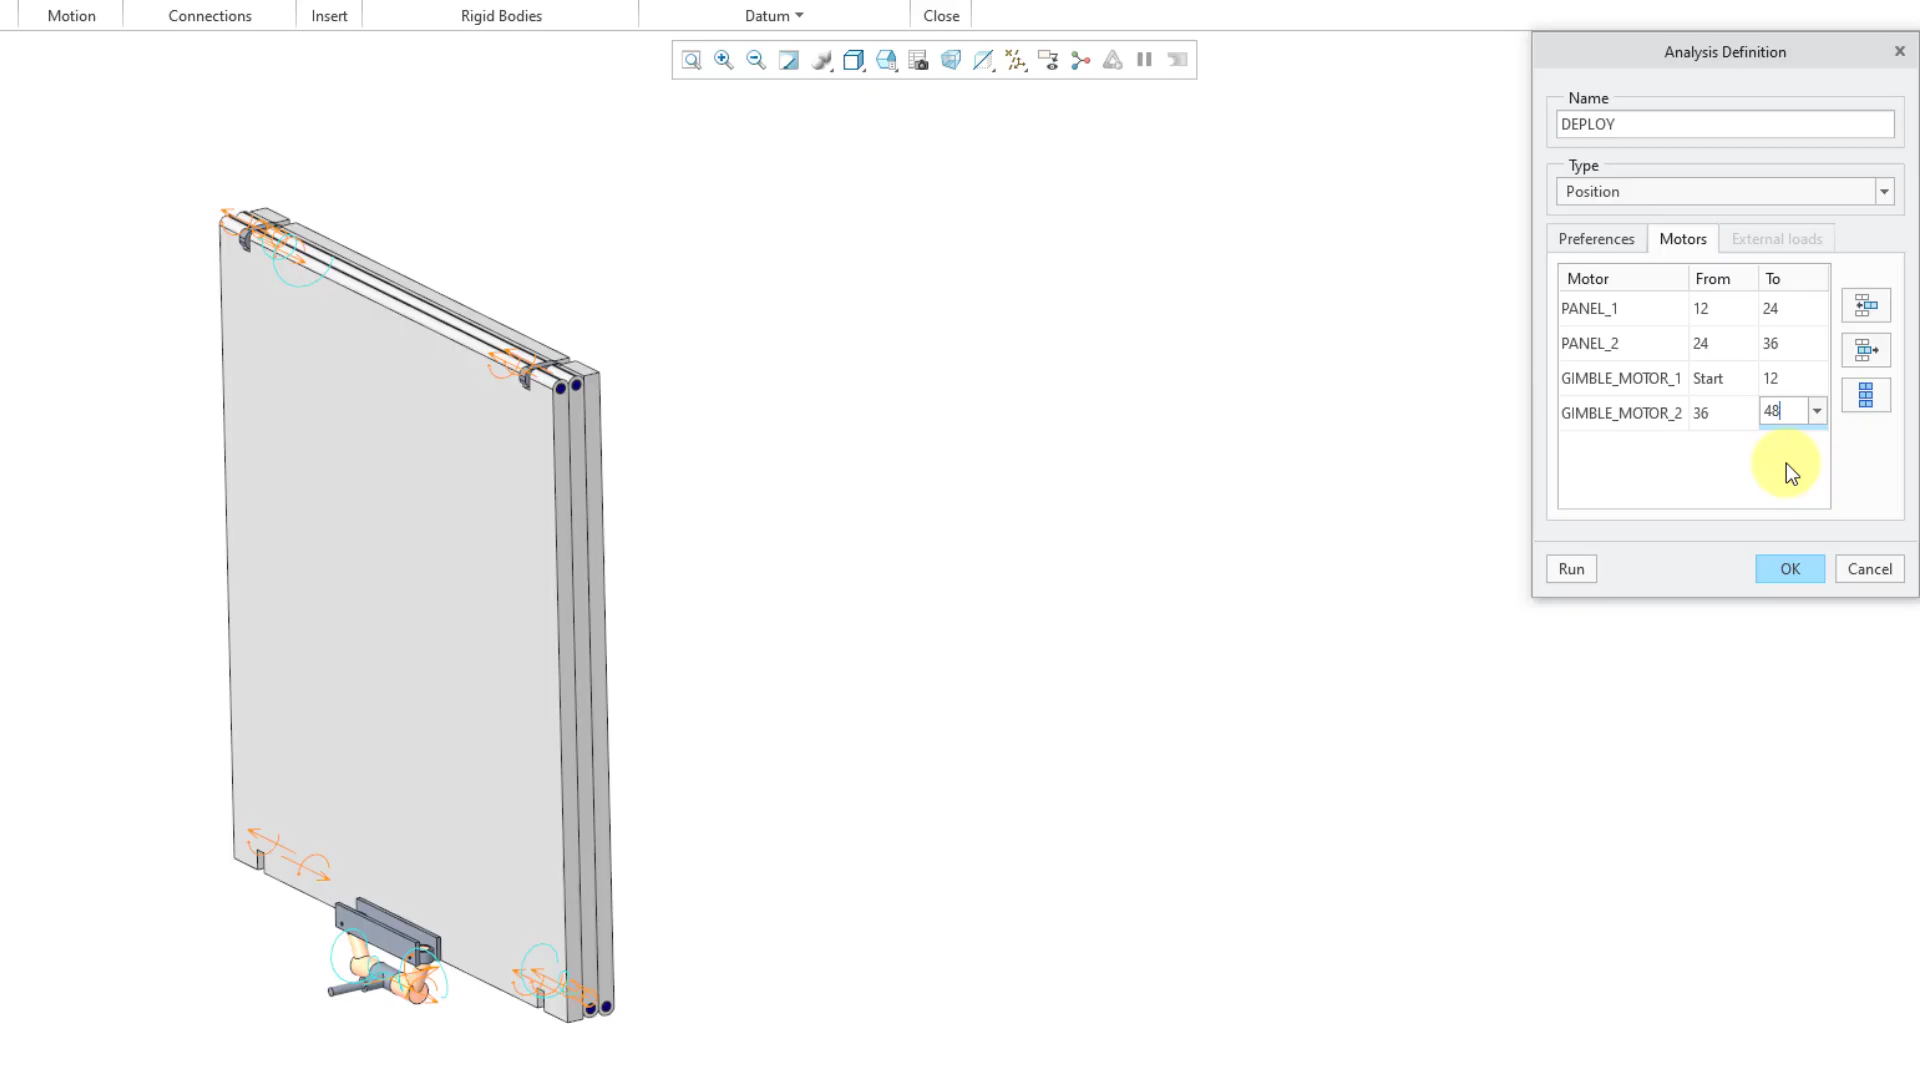 Motion Connections Insert Rigid Bodies Datum Close
Analysis Definition
Name
DEPLOY
Type
Position
Preferences Motors External loads
Motor From To
PANEL_1 12 24
PANEL_2 24 36
GIMBLE_MOTOR_1 Start 12
GIMBLE_MOTOR_2 36 48
Run OK Cancel